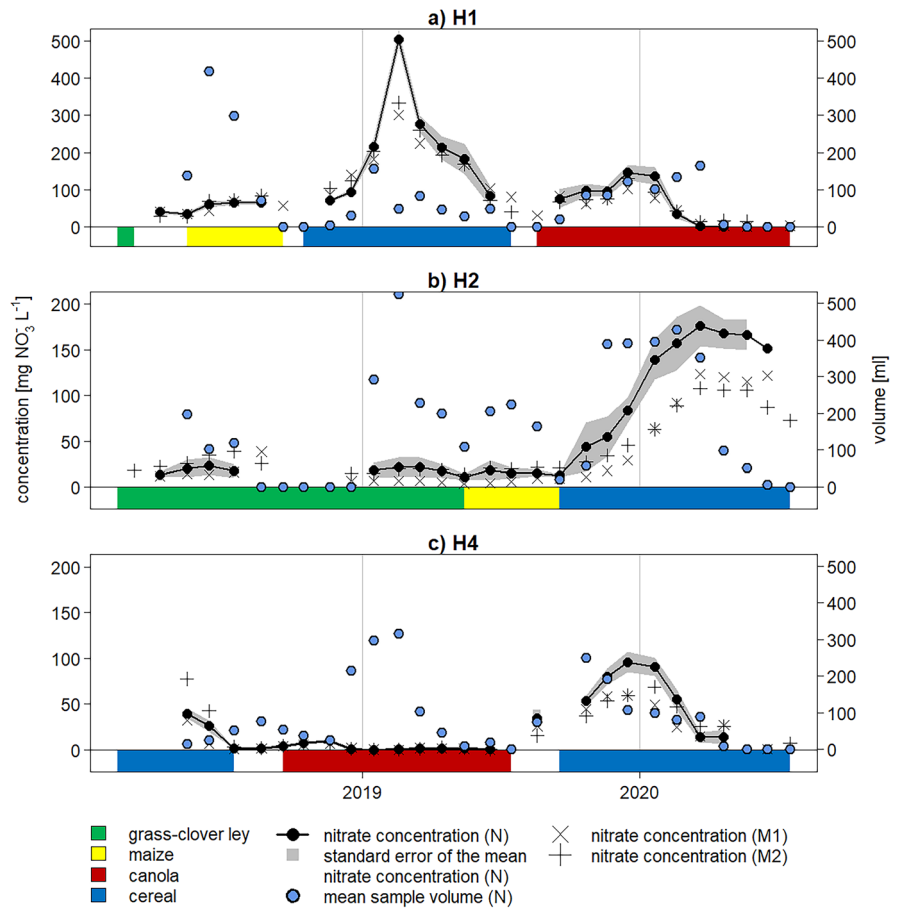 a) H1
500 500
400 400
300 300
200 200
100 100
0 0
b) H2
200 500
150 400
100 300
50 200
0 100
0
concentration [mg NO₃⁻ L⁻¹]
volume [ml]
c) H4
200 500
150 400
100 300
50 200
0 100
0
2019 2020
grass-clover ley nitrate concentration (N) nitrate concentration (M1)
maize standard error of the mean nitrate concentration (M2)
canola nitrate concentration (N)
cereal mean sample volume (N)